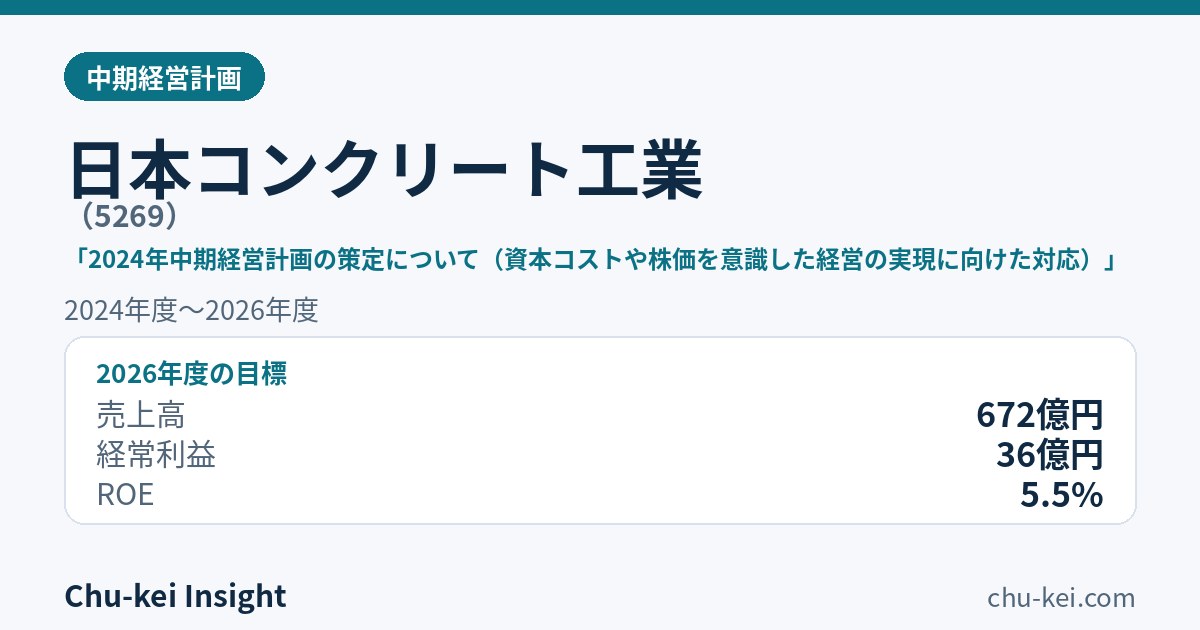 中期経営計画
日本コンクリート工業
（5269）
「2024年中期経営計画の策定について（資本コストや株価を意識した経営の実現に向けた対応）」
2024年度〜2026年度
2026年度の目標
売上高 672億円
経常利益 36億円
ROE 5.5%
Chu-kei Insight chu-kei.com